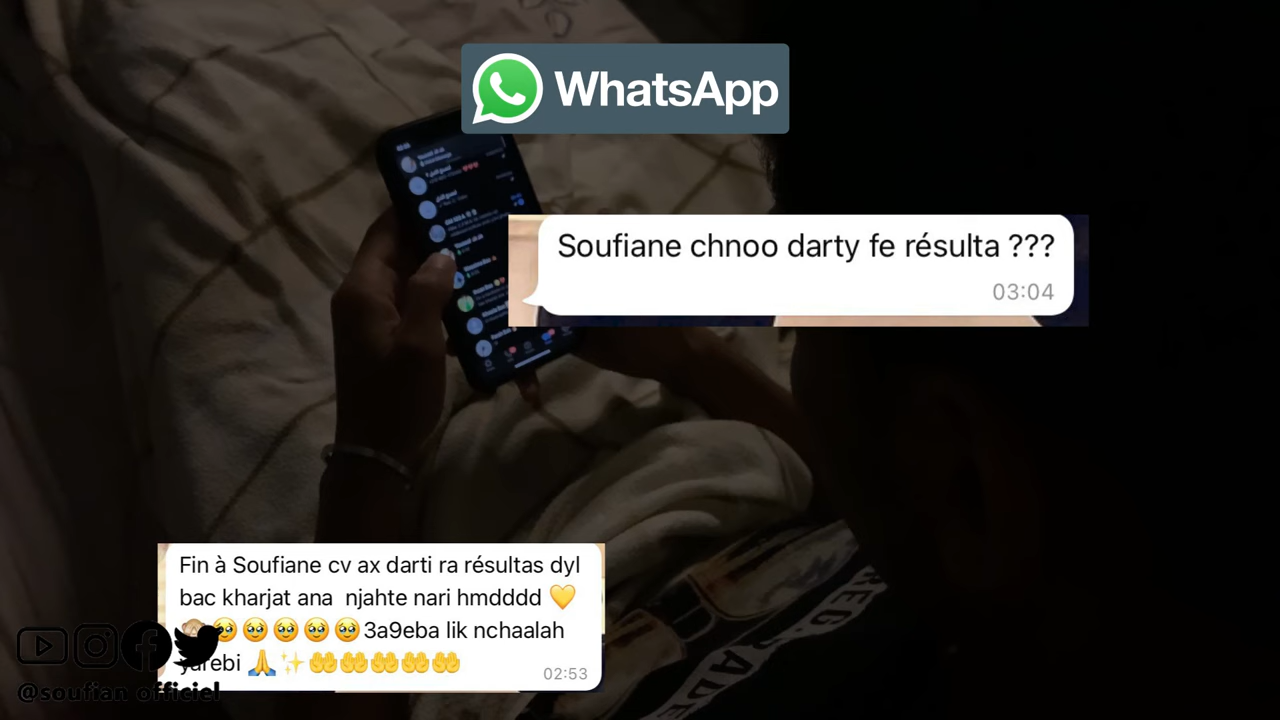 WhatsApp
Soufiane chnoo darty fe résulta ???
03:04
Fin à Soufiane cv ax darti ra résultas dyl
bac kharjat ana njahte nari hmdddd 💛
🥹🥹🥹🥹🥹3a9eba lik nchaalah
yarebi 🙏✨🤲🤲🤲🤲🤲
02:53
@soufian officiel